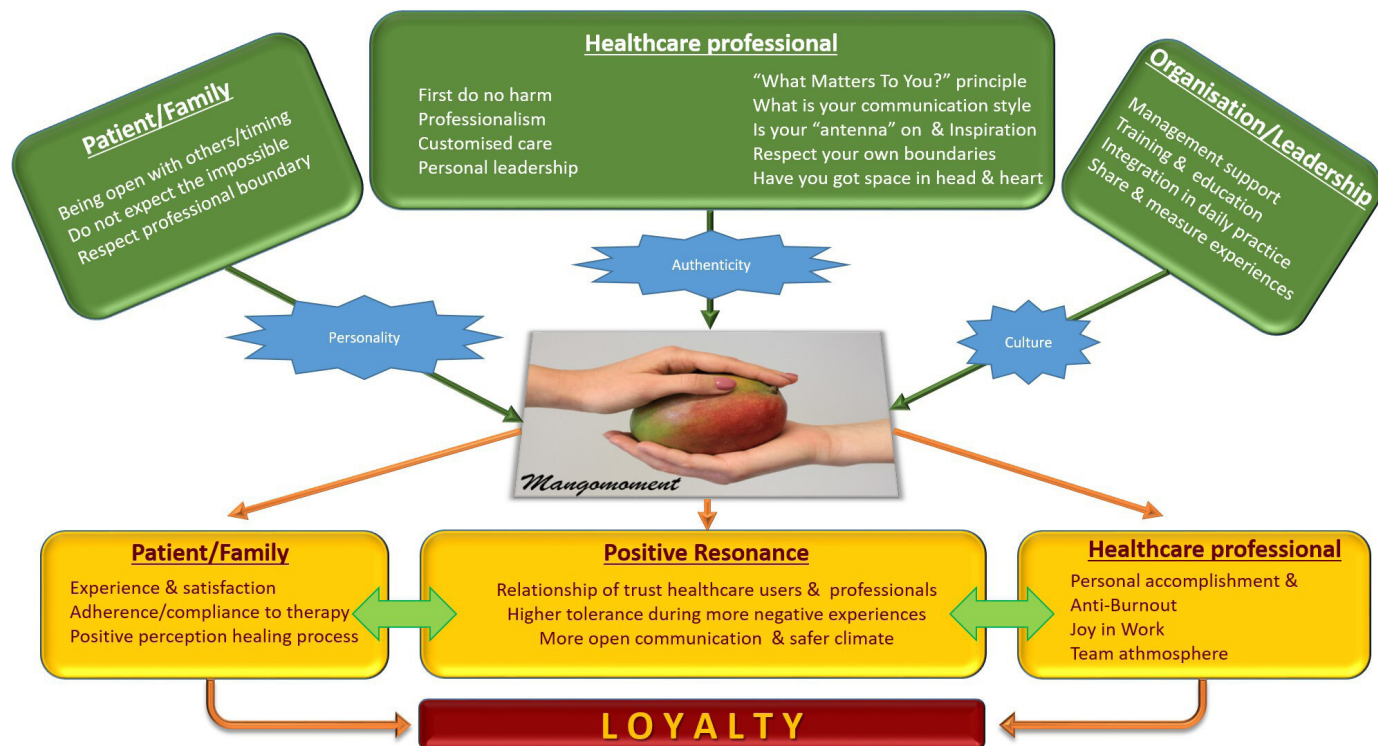 Patient/Family
Being open with others/timing
Do not expect the impossible
Respect professional boundary
Healthcare professional
First do no harm
Professionalism
Customised care
Personal leadership
“What Matters To You?” principle
What is your communication style
Is your “antenna” on & Inspiration
Respect your own boundaries
Have you got space in head & heart
Organisation/Leadership
Management support
Training & education
Integration in daily practice
Share & measure experiences
Personality
Authenticity
Culture
Mangomoment
Patient/Family
Experience & satisfaction
Adherence/compliance to therapy
Positive perception healing process
Positive Resonance
Relationship of trust healthcare users & professionals
Higher tolerance during more negative experiences
More open communication & safer climate
Healthcare professional
Personal accomplishment &
Anti-Burnout
Joy in Work
Team athmosphere
LOYALTY